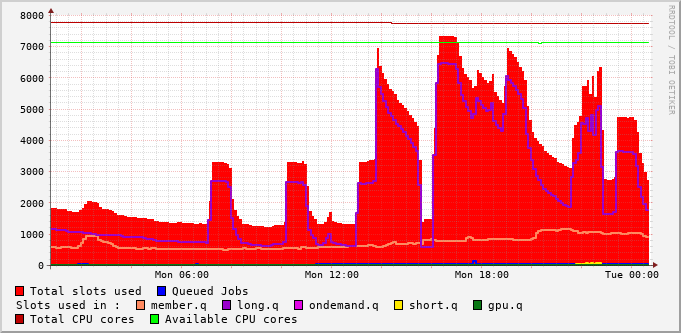 8000
7000
6000
5000
4000
3000
2000
1000
0
Mon 06:00 Mon 12:00 Mon 18:00 Tue 00:00
RRDTOOL / TOBI OETIKER
Total slots used Queued Jobs
Slots used in : member.q long.q ondemand.q short.q gpu.q
Total CPU cores Available CPU cores